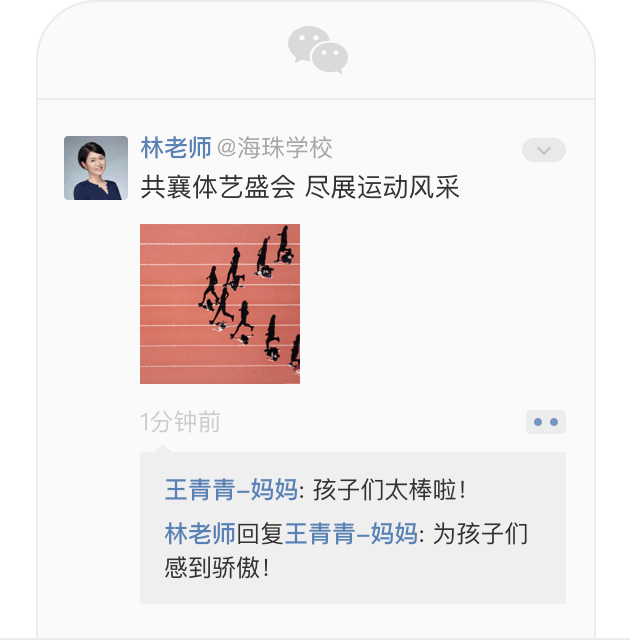 林老师 @海珠学校
共襄体艺盛会 尽展运动风采
1分钟前
王青青-妈妈: 孩子们太棒啦!
林老师回复王青青-妈妈: 为孩子们
感到骄傲!